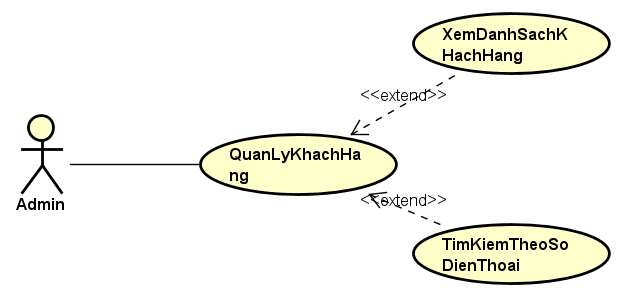 XemDanhSachK
HachHang
<<extend>>
QuanLyKhachHa
ng
Admin
<<extend>>
TimKiemTheoSo
DienThoai